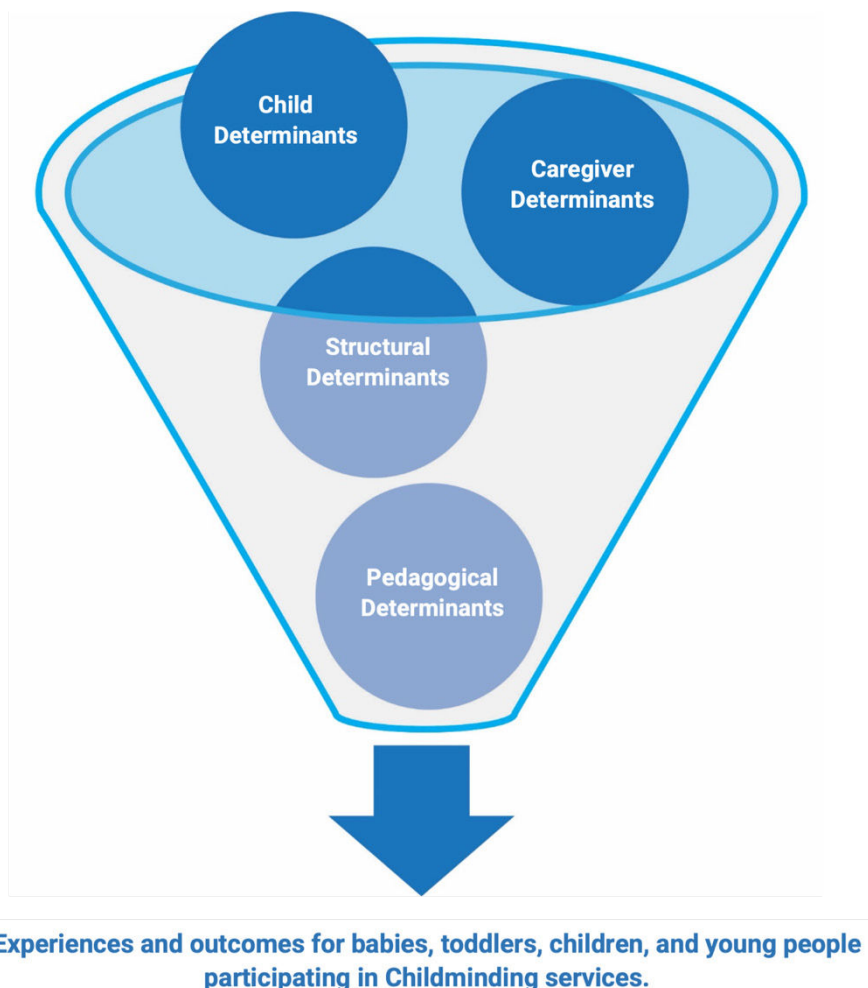 Child
Determinants
Caregiver
Determinants
Structural
Determinants
Pedagogical
Determinants
Experiences and outcomes for babies, toddlers, children, and young people
participating in Childminding services.